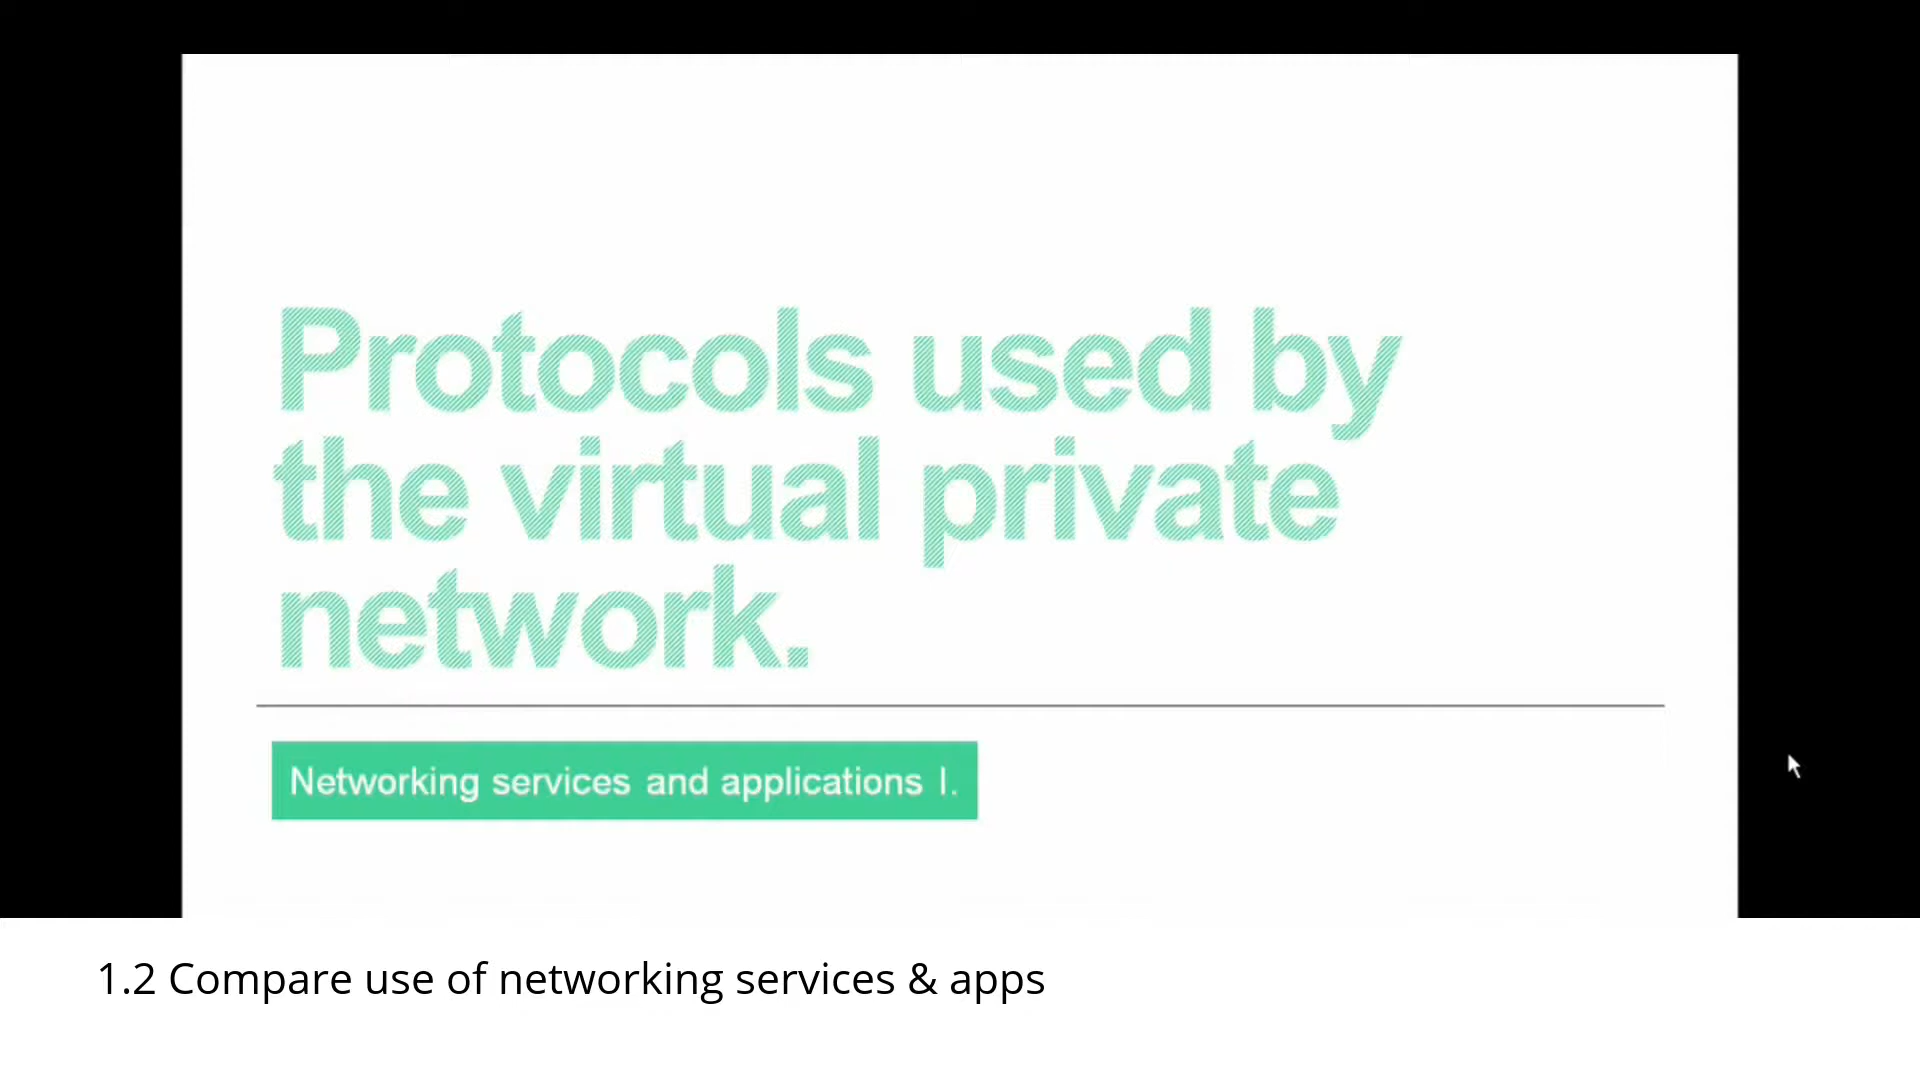 Protocols used by
the virtual private
network.
Networking services and applications I.
1.2 Compare use of networking services & apps